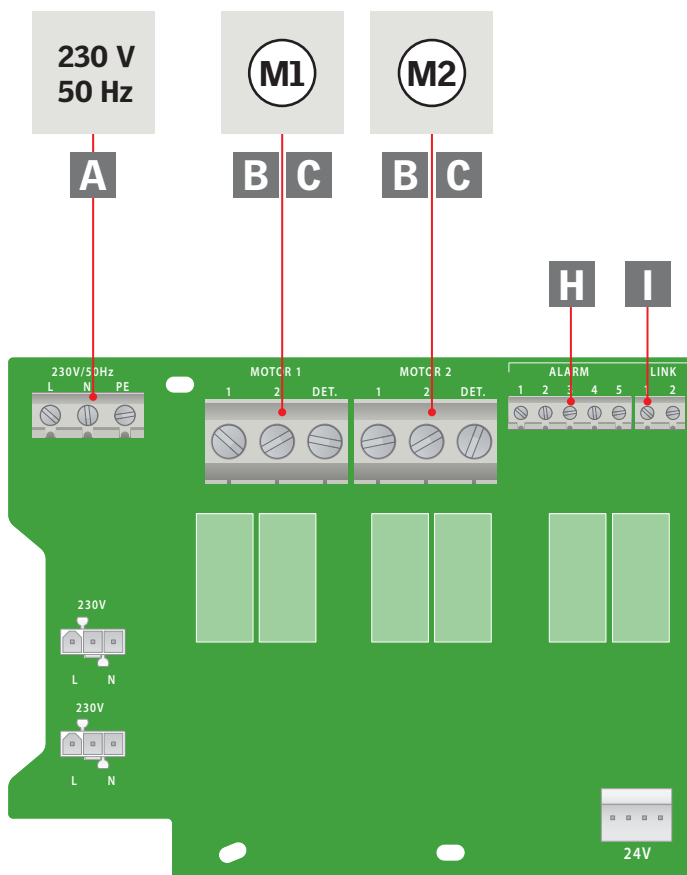 230 V
50 Hz
M1
M2
A
B C
B C
H
I
230V/50Hz
L N PE
MOTOR 1
1 2 DET.
MOTOR 2
1 2 DET.
ALARM
1 2 3 4 5
LINK
1 2
230V
L N
230V
L N
24V